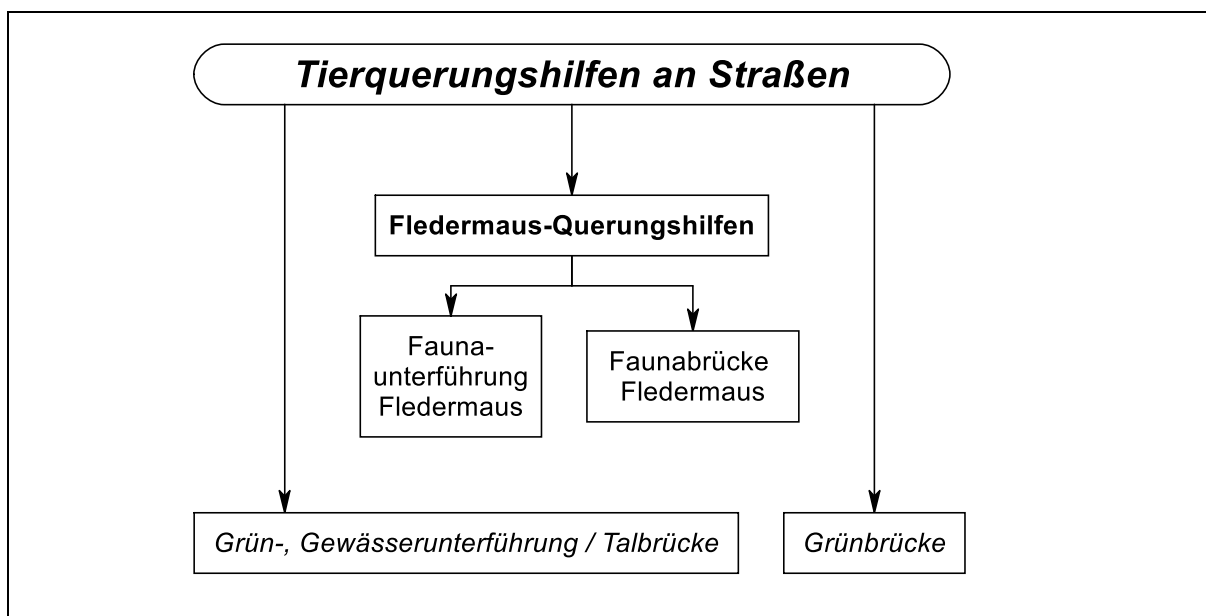 Tierquerungshilfen an Straßen
Fledermaus-Querungshilfen
Fauna-
unterführung
Fledermaus
Faunabrücke
Fledermaus
Grün-, Gewässerunterführung / Talbrücke
Grünbrücke